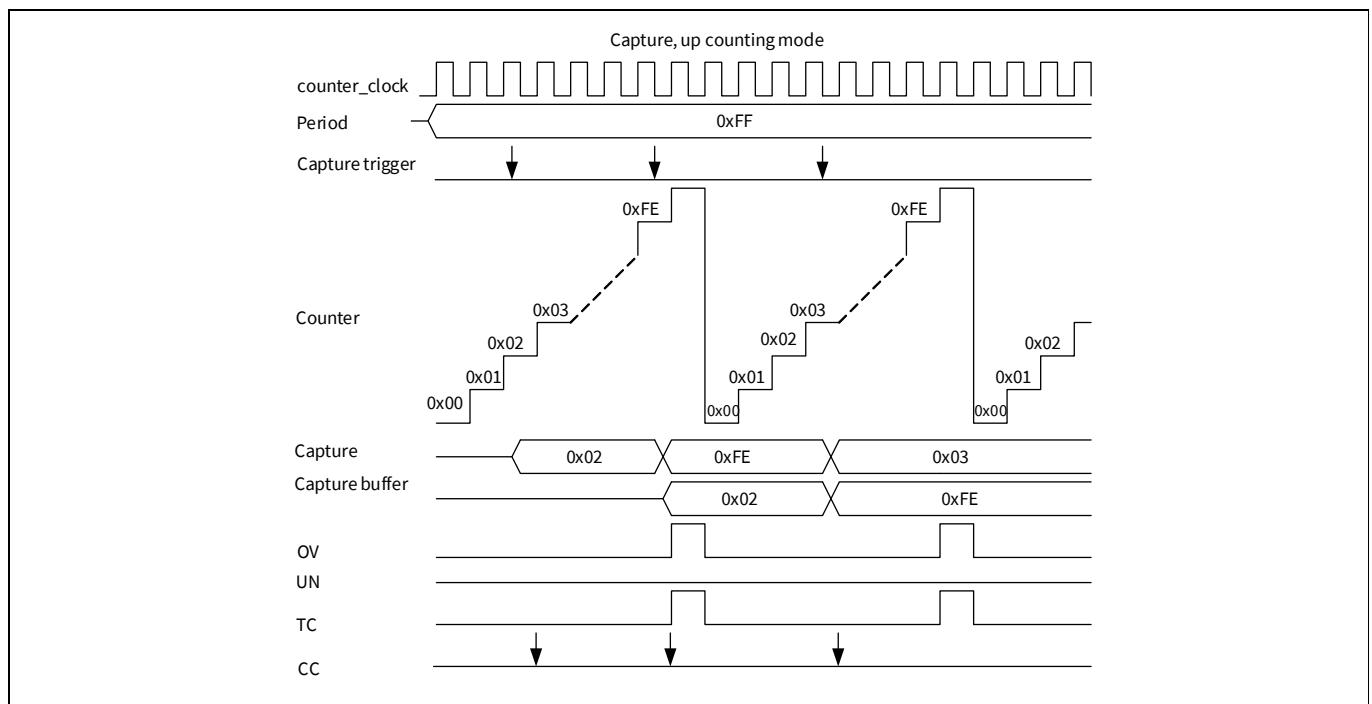 Capture, up counting mode
counter_clock
Period
0xFF
Capture trigger
0xFE
0xFE
Counter
0x03
0x03
0x02
0x02
0x02
0x01
0x01
0x01
0x00
0x00
0x00
Capture
0x02
0xFE
0x03
Capture buffer
0x02
0xFE
OV
UN
TC
CC